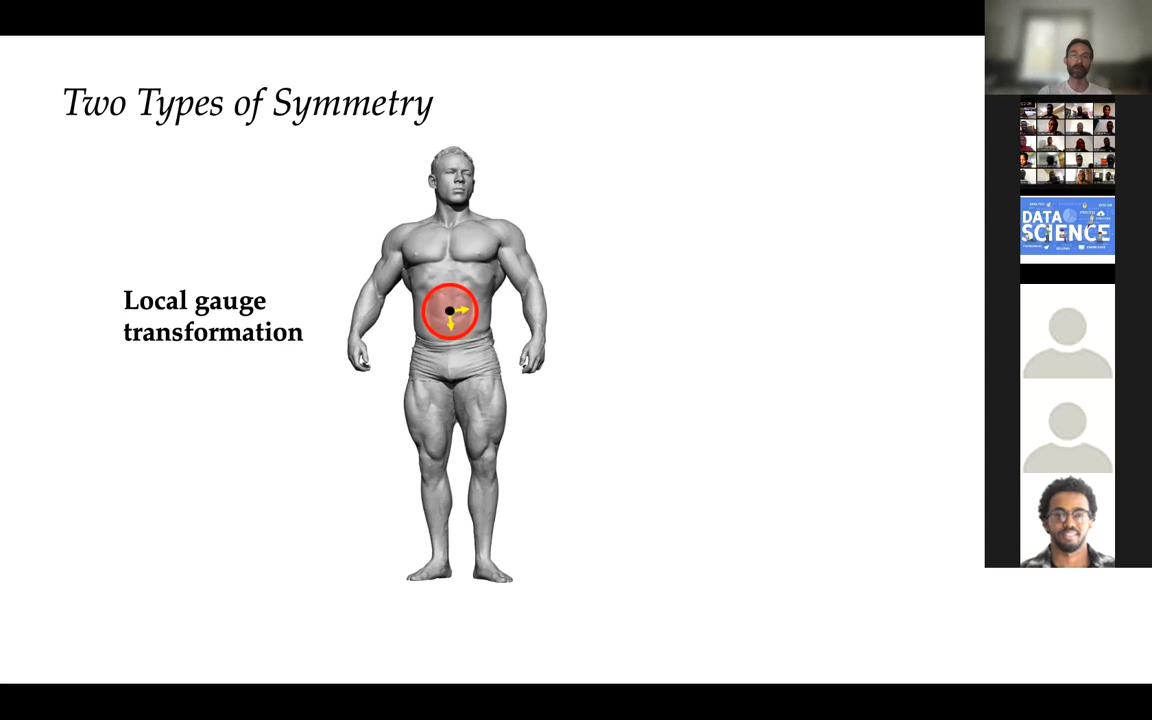 Two Types of Symmetry
Local gauge
transformation
DATA
SCIENCE